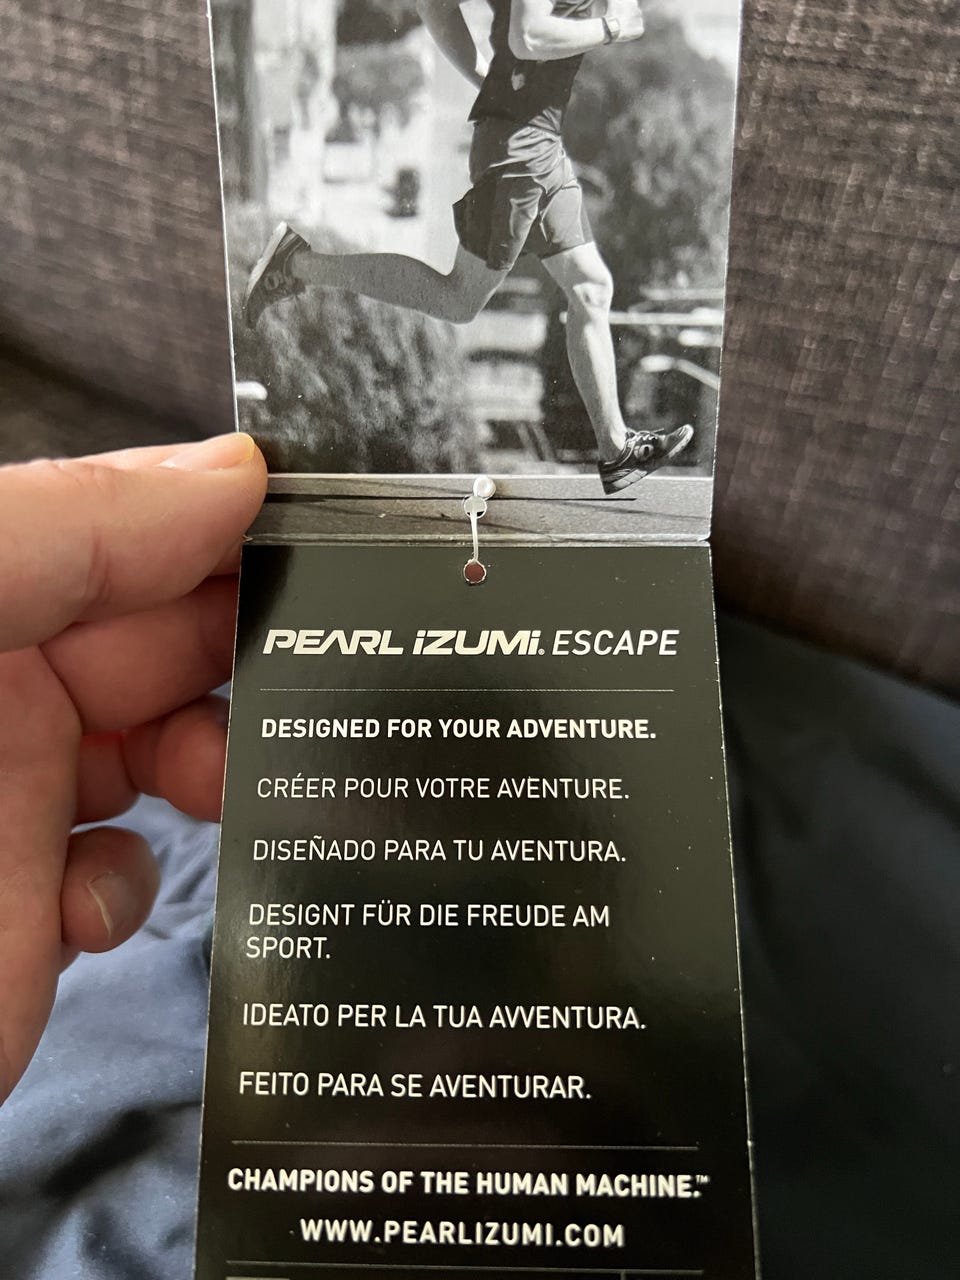 PEARL iZUMi. ESCAPE
DESIGNED FOR YOUR ADVENTURE.
CRÉER POUR VOTRE AVENTURE.
DISEÑADO PARA TU AVENTURA.
DESIGNT FÜR DIE FREUDE AM
SPORT.
IDEATO PER LA TUA AVVENTURA.
FEITO PARA SE AVENTURAR.
CHAMPIONS OF THE HUMAN MACHINE.™
WWW.PEARLIZUMI.COM